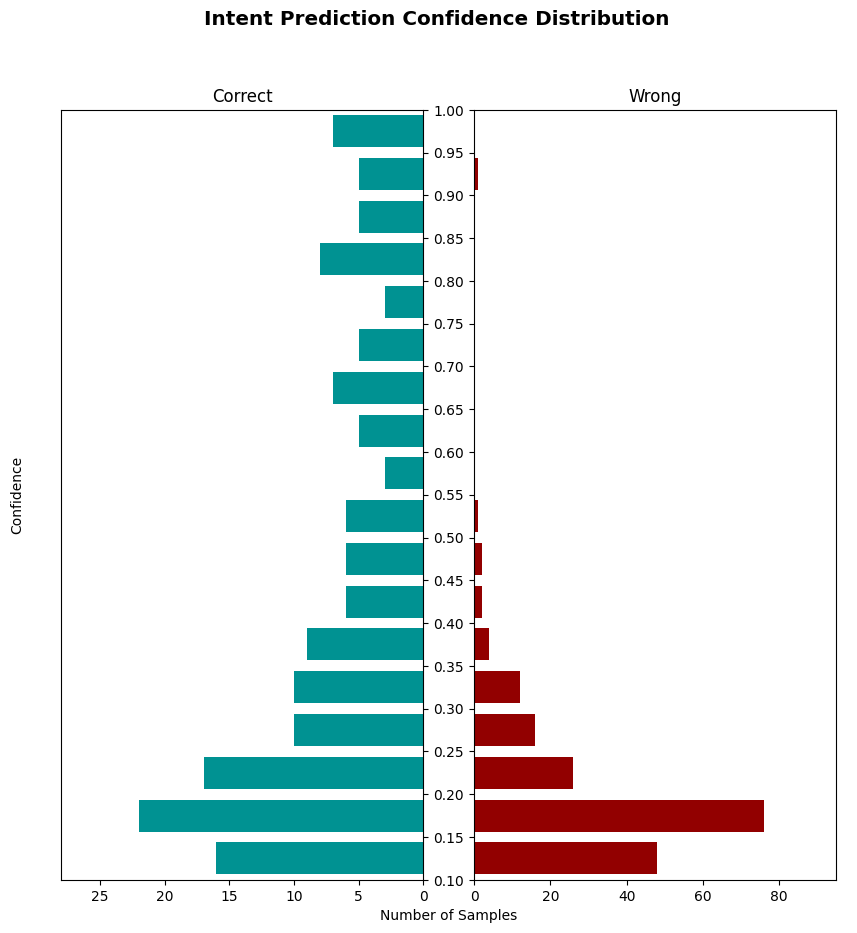 Intent Prediction Confidence Distribution
Correct
Wrong
1.00
0.95
0.90
0.85
0.80
0.75
0.70
0.65
0.60
0.55
0.50
0.45
0.40
0.35
0.30
0.25
0.20
0.15
0.10
Confidence
25 20 15 10 5 0
0 20 40 60 80
Number of Samples